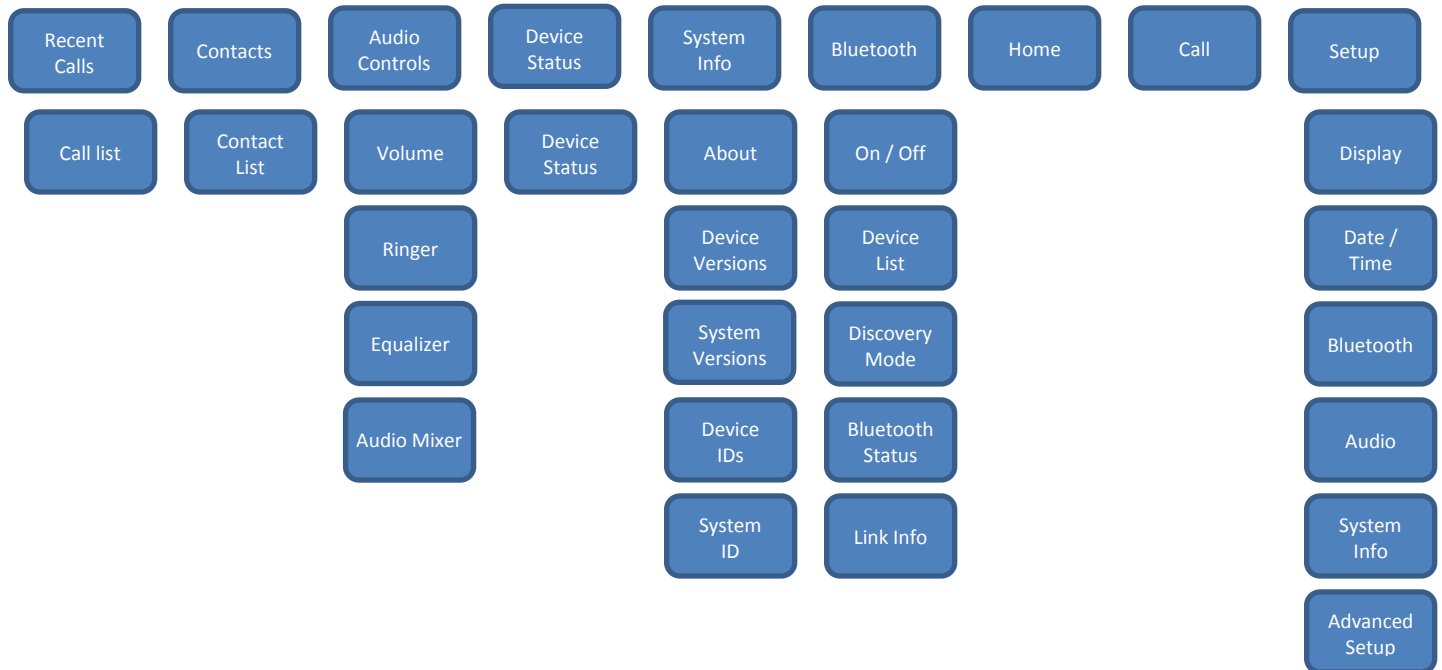 Recent
Calls
Contacts
Audio
Controls
Device
Status
System
Info
Bluetooth
Home
Call
Setup
Call list
Contact
List
Volume
Device
Status
About
On / Off
Display
Ringer
Device
Versions
Device
List
Date /
Time
Equalizer
System
Versions
Discovery
Mode
Bluetooth
Audio Mixer
Device
IDs
Bluetooth
Status
Audio
System
ID
Link Info
System
Info
Advanced
Setup